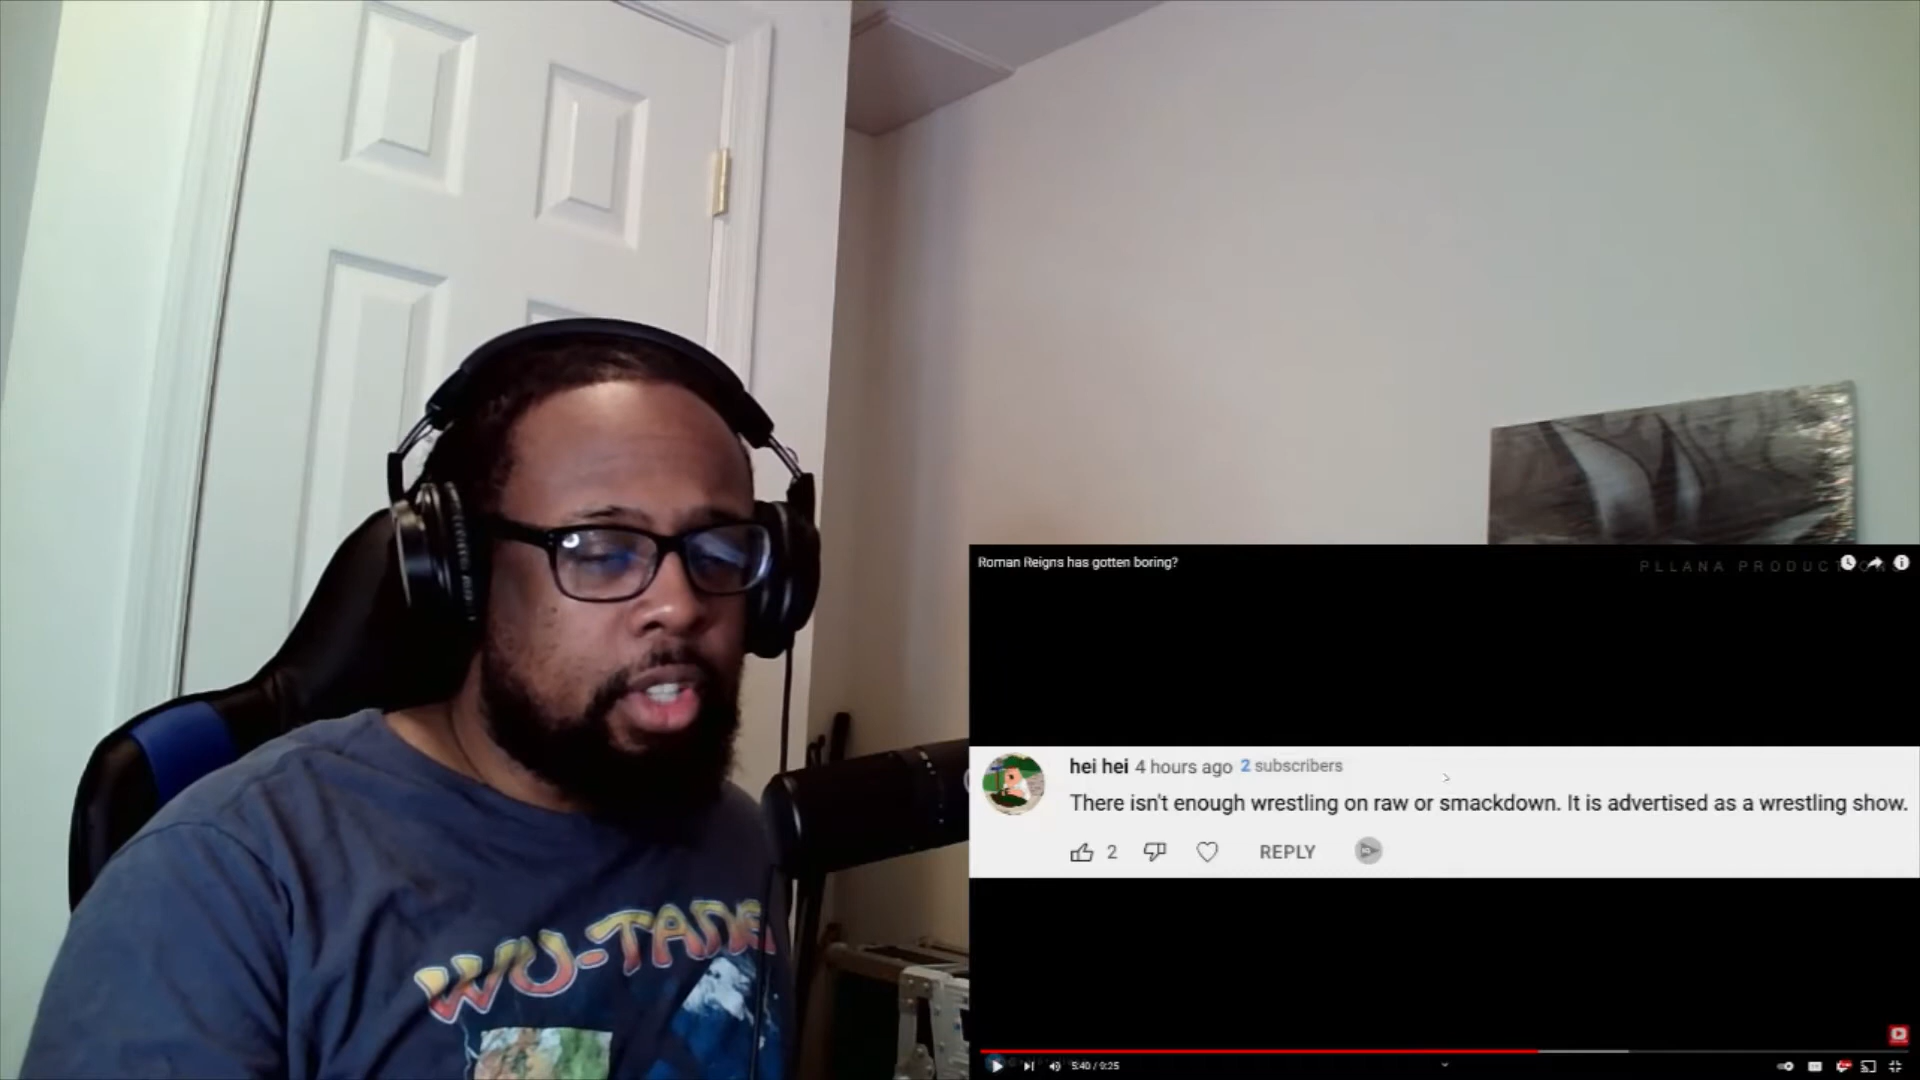 Roman Reigns has gotten boring?
PLLANA PRODUCTIONS
hei hei 4 hours ago 2 subscribers
There isn't enough wrestling on raw or smackdown. It is advertised as a wrestling show.
2
REPLY
WU-TANG
5:40 / 9:25